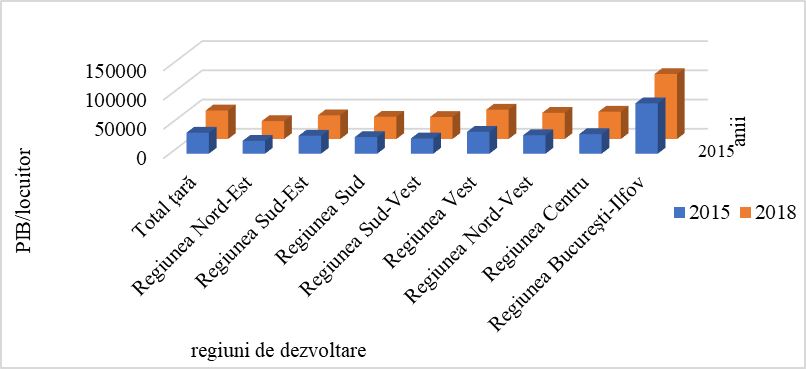 150000
100000
50000
0
PIB/locuitor
Total țară
Regiunea Nord-Est
Regiunea Sud-Est
Regiunea Sud
Regiunea Sud-Vest
Regiunea Vest
Regiunea Nord-Vest
Regiunea Centru
Regiunea București-Ilfov
2015
anii
2015
2018
regiuni de dezvoltare